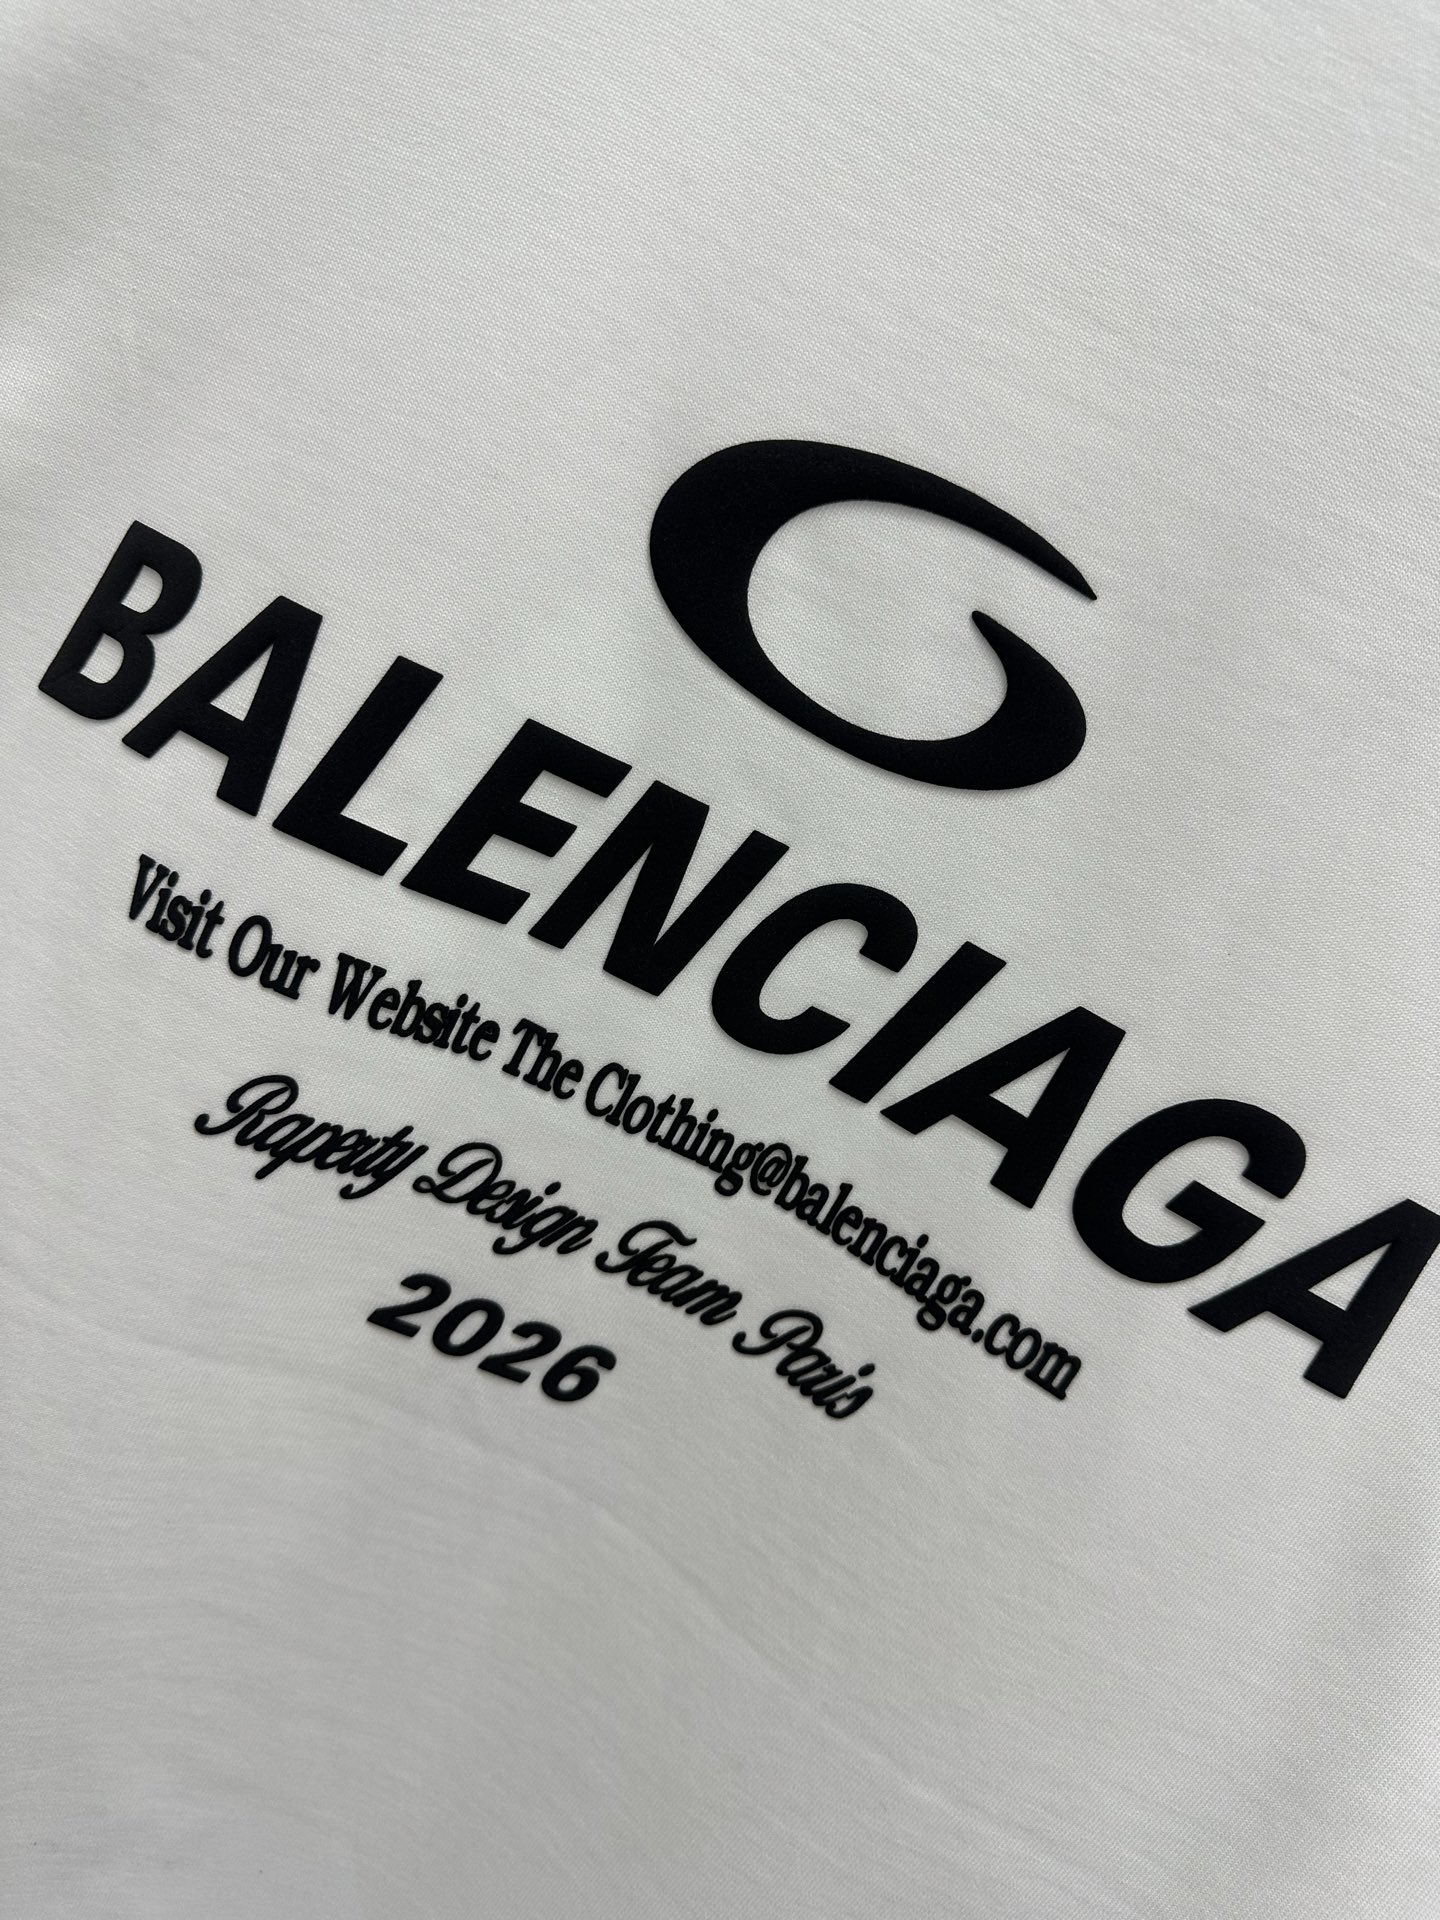 BALENCIAGA
Visit Our Website The Clothing@balenciaga.com
Raperty Design Team Paris
2026